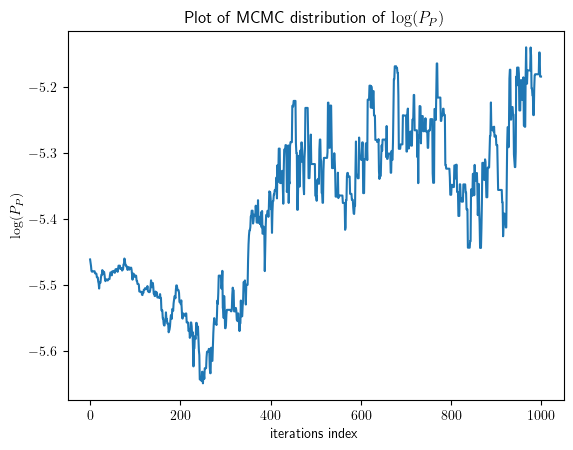 Plot of MCMC distribution of log(P_P)
log(P_P)
−5.2
−5.3
−5.4
−5.5
−5.6
0 200 400 600 800 1000
iterations index